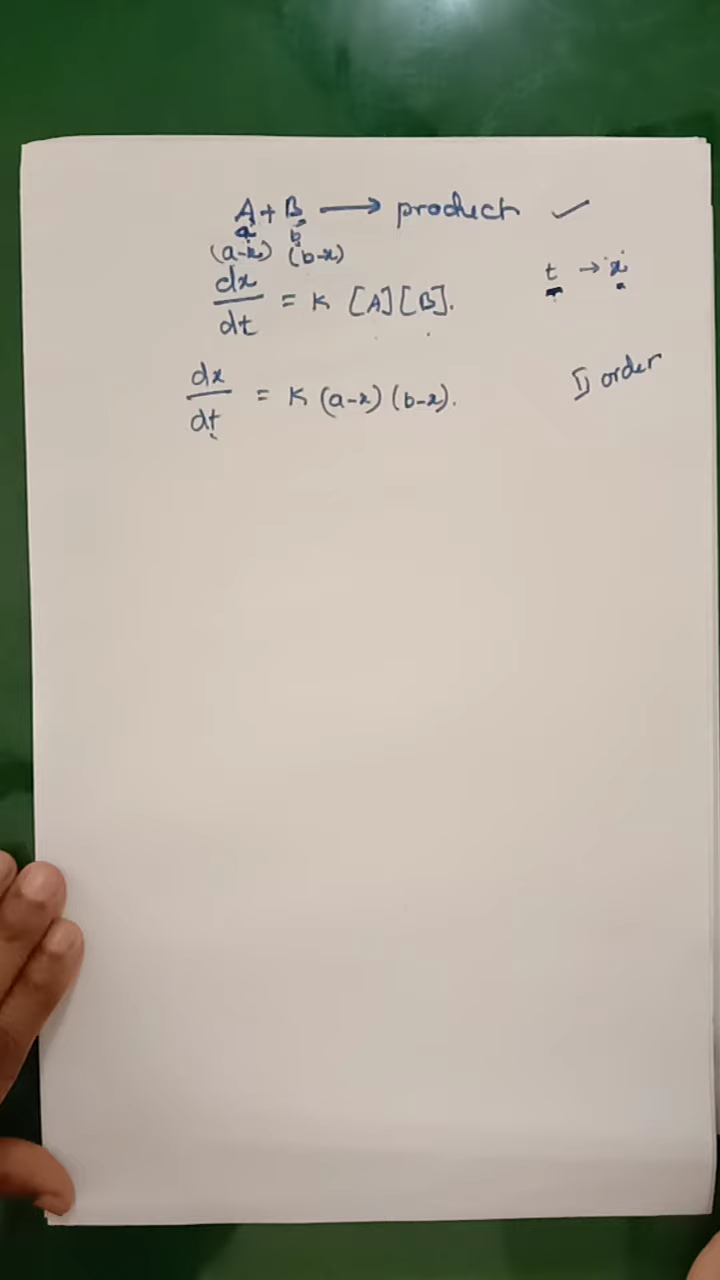 A + B ⟶ product ✓
a b
(a-x) (b-x)
t → x
dx/dt = K [A][B].
II order
dx/dt = K (a-x) (b-x).